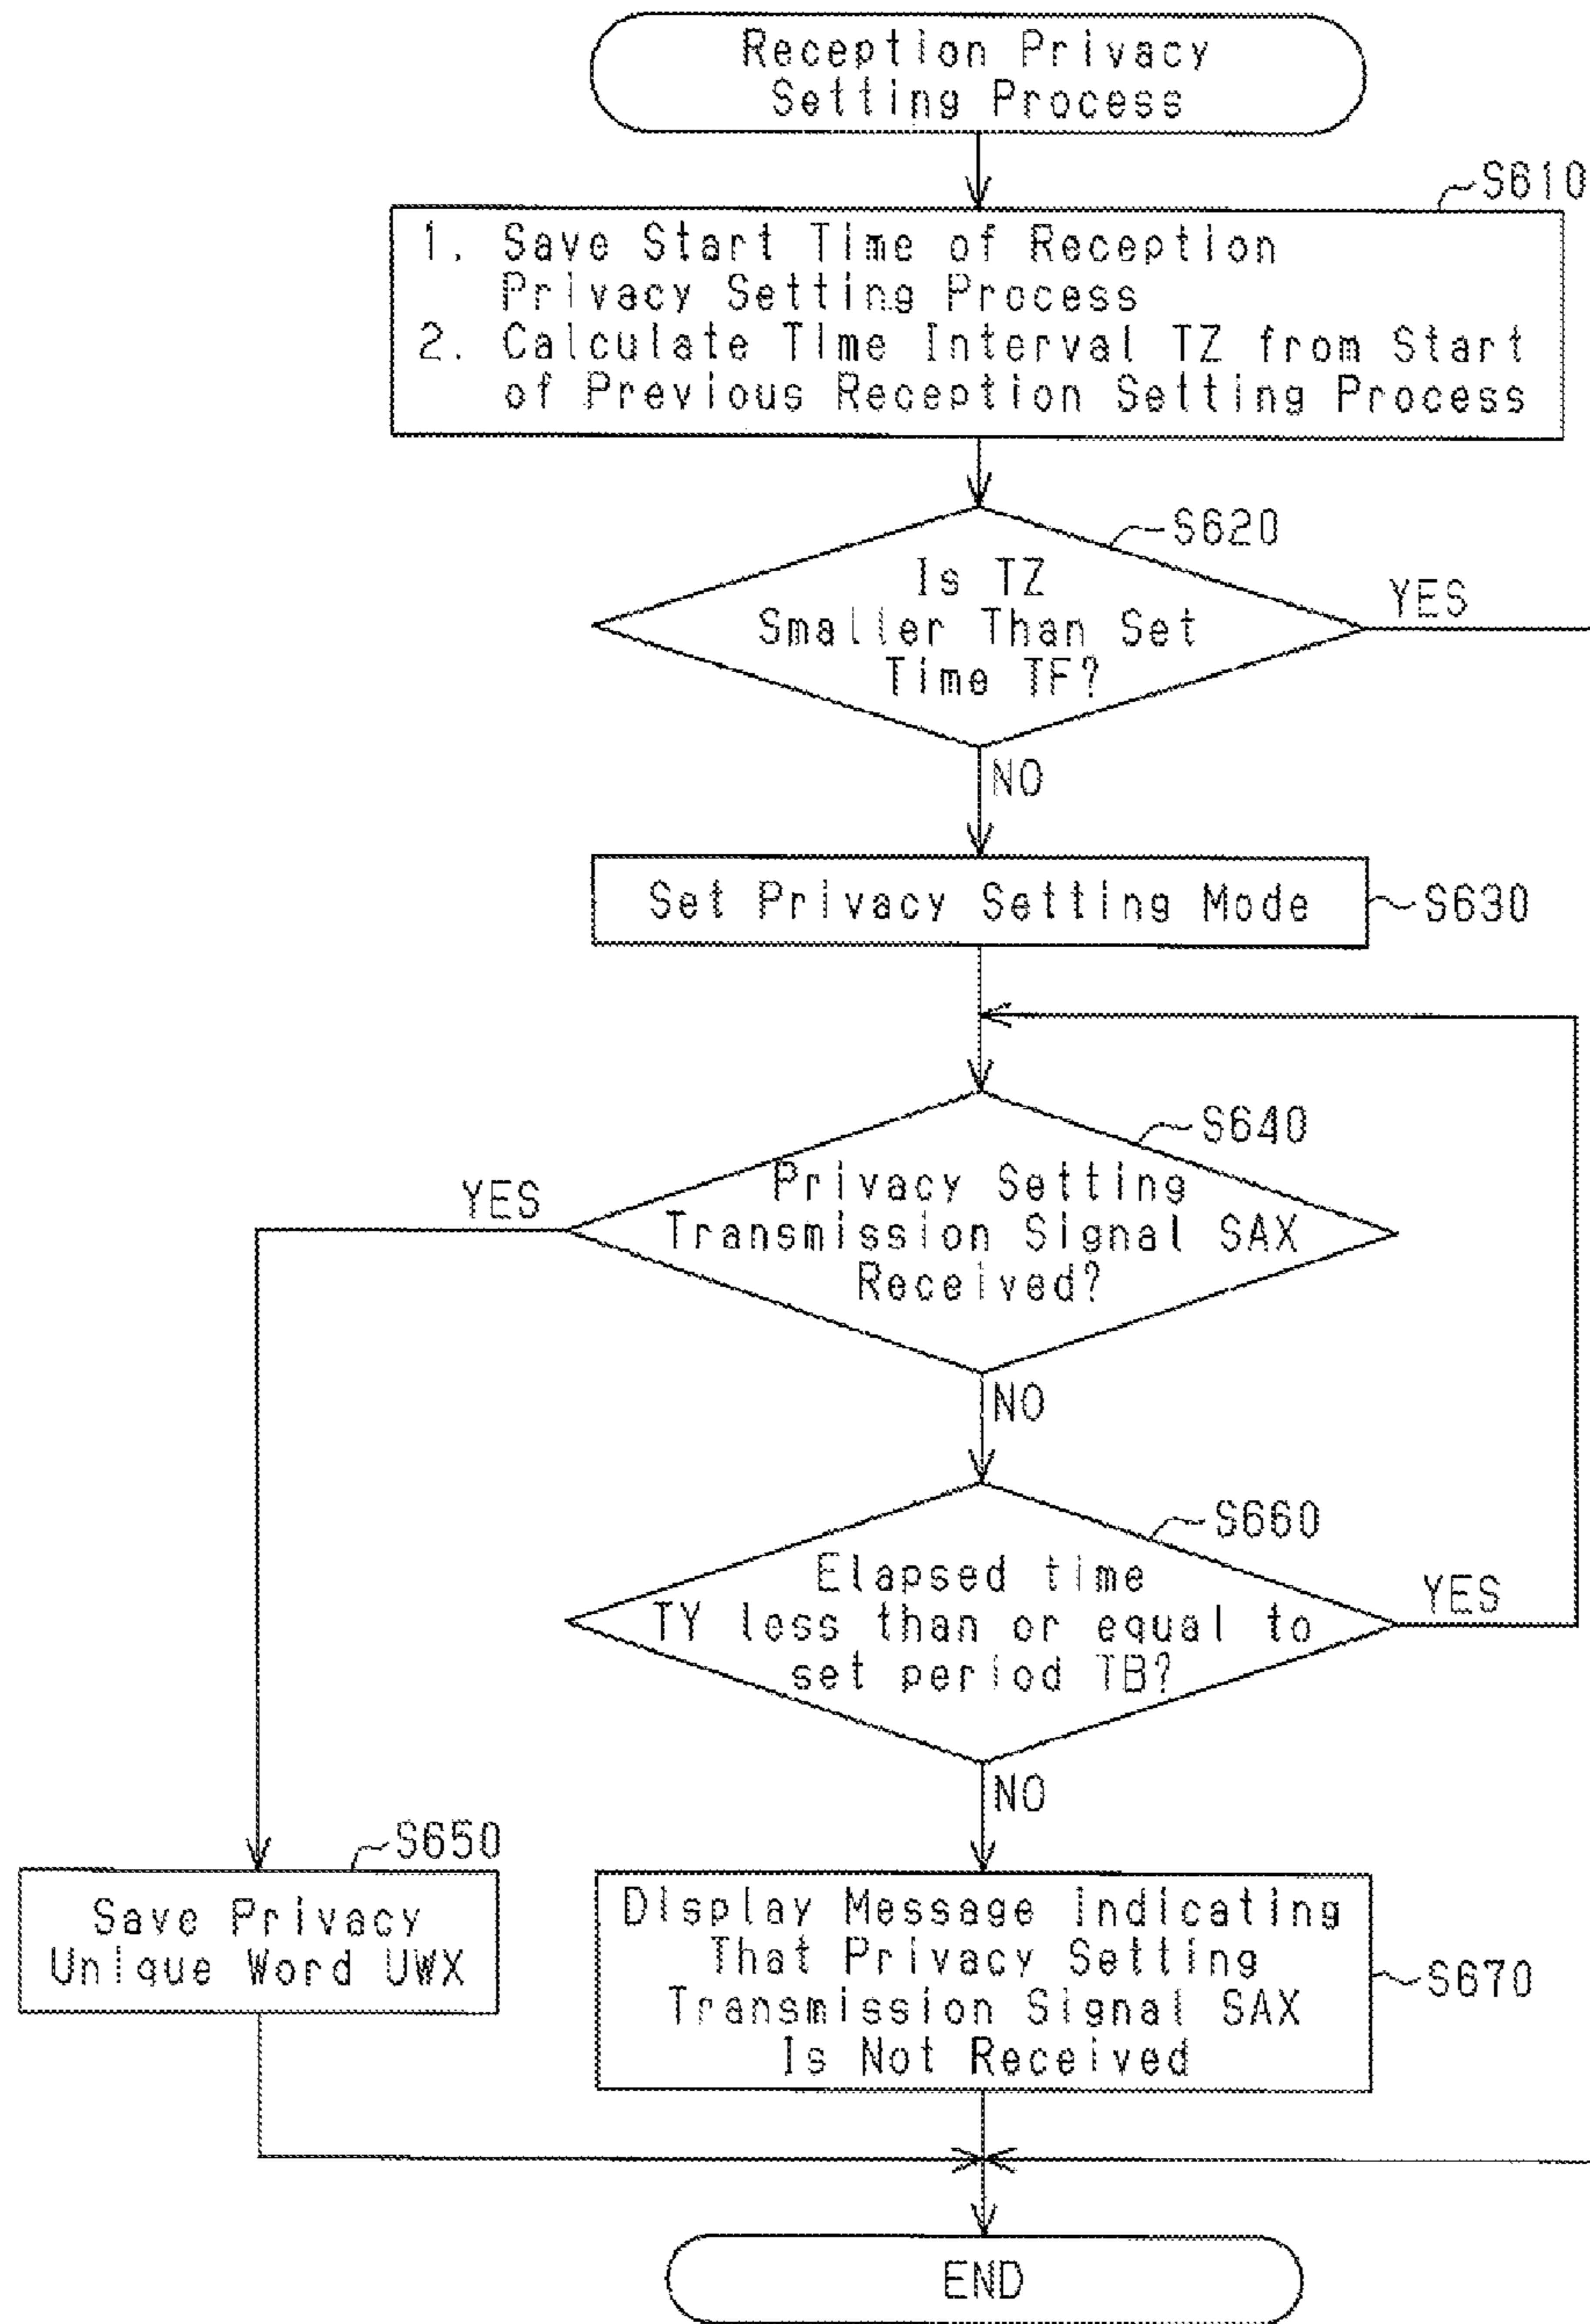 Reception Privacy
Setting Process
S610
1. Save Start Time of Reception
Privacy Setting Process
2. Calculate Time Interval TZ from Start
of Previous Reception Setting Process
S620
Is TZ
Smaller Than Set
Time TF?
YES
NO
Set Privacy Setting Mode
S630
S640
Privacy Setting
Transmission Signal SAX
Received?
YES
NO
S660
Elapsed time
TY less than or equal to
set period TB?
YES
NO
S650
Save Privacy
Unique Word UWX
Display Message Indicating
That Privacy Setting
Transmission Signal SAX
Is Not Received
S670
END